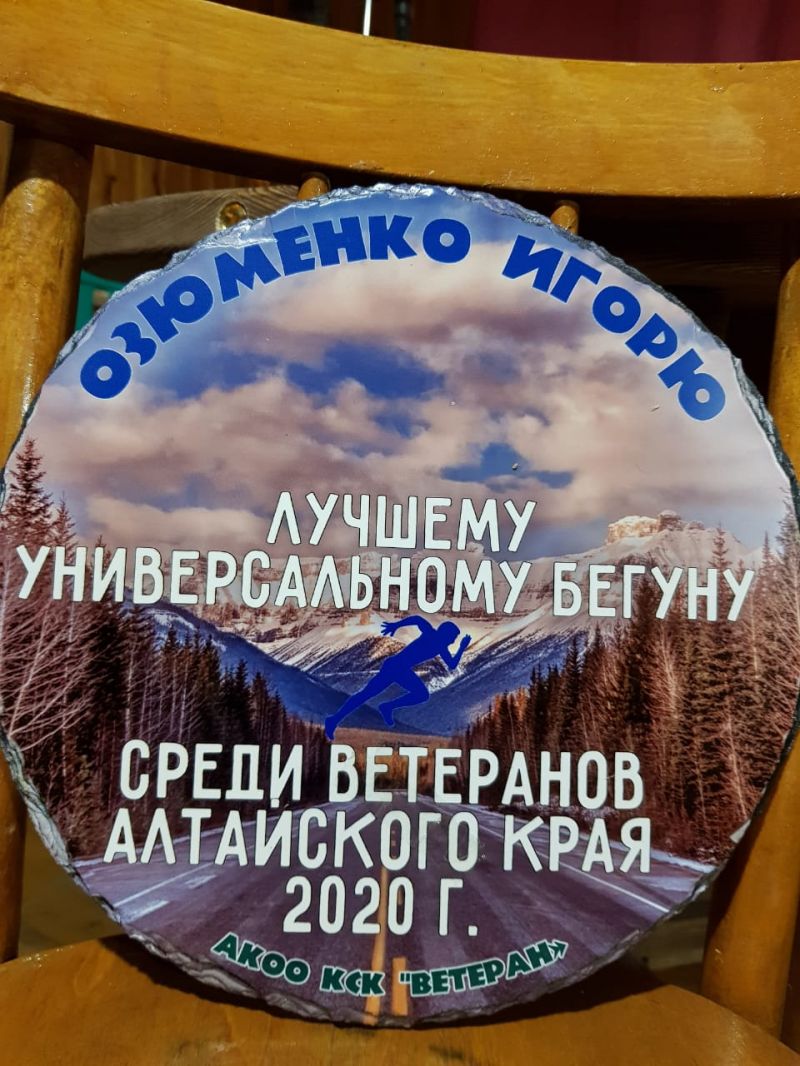 ОЗЮМЕНКО ИГОРЮ
ЛУЧШЕМУ
УНИВЕРСАЛЬНОМУ БЕГУНУ
СРЕДИ ВЕТЕРАНОВ
АЛТАЙСКОГО КРАЯ
2020 Г.
АКОО КСК "ВЕТЕРАН»